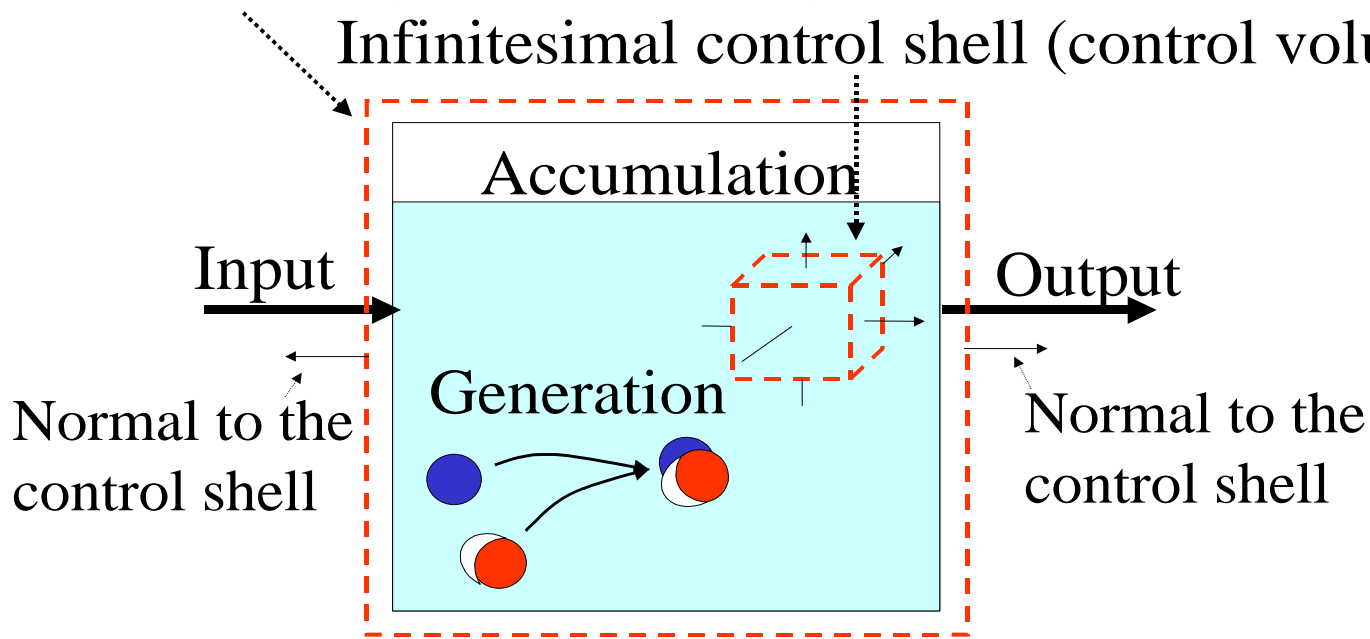 Infinitesimal control shell (control volu
Accumulation
Input
Output
Generation
Normal to the
control shell
Normal to the
control shell